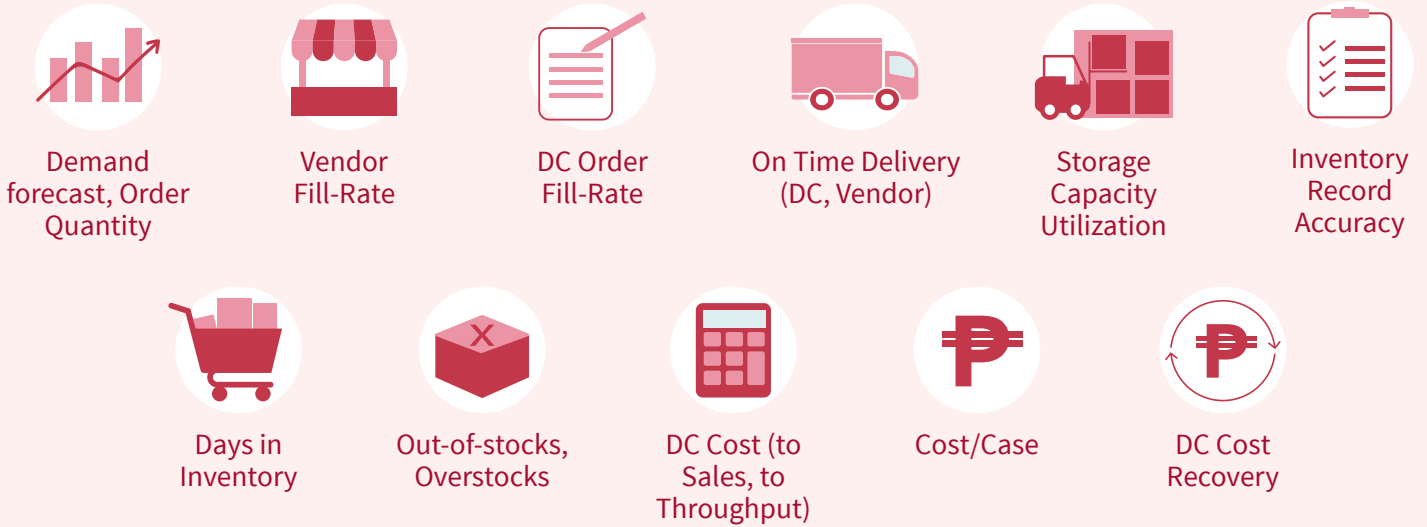 Demand
forecast, Order
Quantity
Vendor
Fill-Rate
DC Order
Fill-Rate
On Time Delivery
(DC, Vendor)
Storage
Capacity
Utilization
Inventory
Record
Accuracy
Days in
Inventory
X
Out-of-stocks,
Overstocks
DC Cost (to
Sales, to
Throughput)
₱
Cost/Case
₱
DC Cost
Recovery